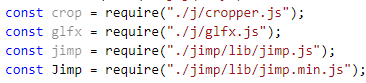 const crop = require("./j/cropper.js");
const glfx = require("./j/glfx.js");
const jimp = require("./jimp/lib/jimp.js");
const Jimp = require("./jimp/lib/jimp.min.js");